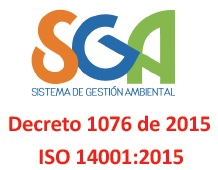 SGA
SISTEMA DE GESTIÓN AMBIENTAL
Decreto 1076 de 2015
ISO 14001:2015